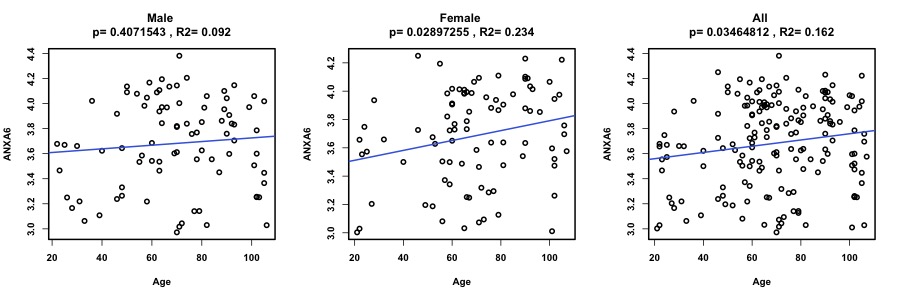 Male
p= 0.4071543 , R2= 0.092
ANXA6
4.4
4.2
4.0
3.8
3.6
3.4
3.2
3.0
20 40 60 80 100
Age
Female
p= 0.02897255 , R2= 0.234
ANXA6
4.2
4.0
3.8
3.6
3.4
3.2
3.0
20 40 60 80 100
Age
All
p= 0.03464812 , R2= 0.162
ANXA6
4.4
4.2
4.0
3.8
3.6
3.4
3.2
3.0
20 40 60 80 100
Age